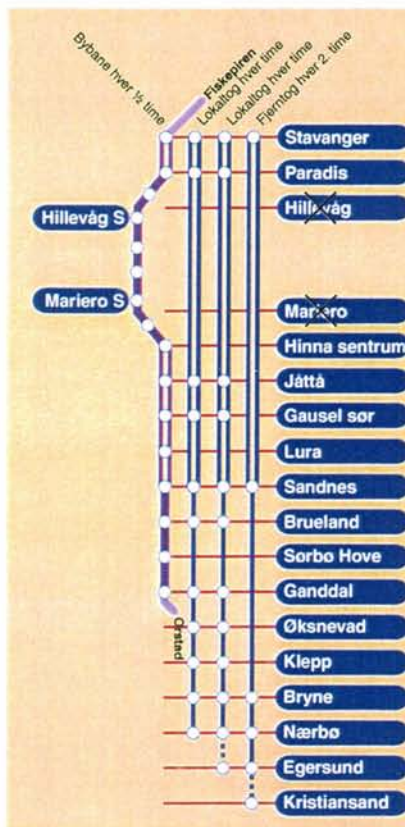 Bybane hver ½ time
Fiskepiren
Lokaltog hver time
Lokaltog hver time
Fjerntog hver 2. time
Stavanger
Paradis
Hillevåg
Hillevåg S
Mariero S
Mariero
Hinna sentrum
Jåttå
Gausel sør
Lura
Sandnes
Brueland
Sørbø Hove
Ganddal
Orstad
Øksnevad
Klepp
Bryne
Nærbø
Egersund
Kristiansand